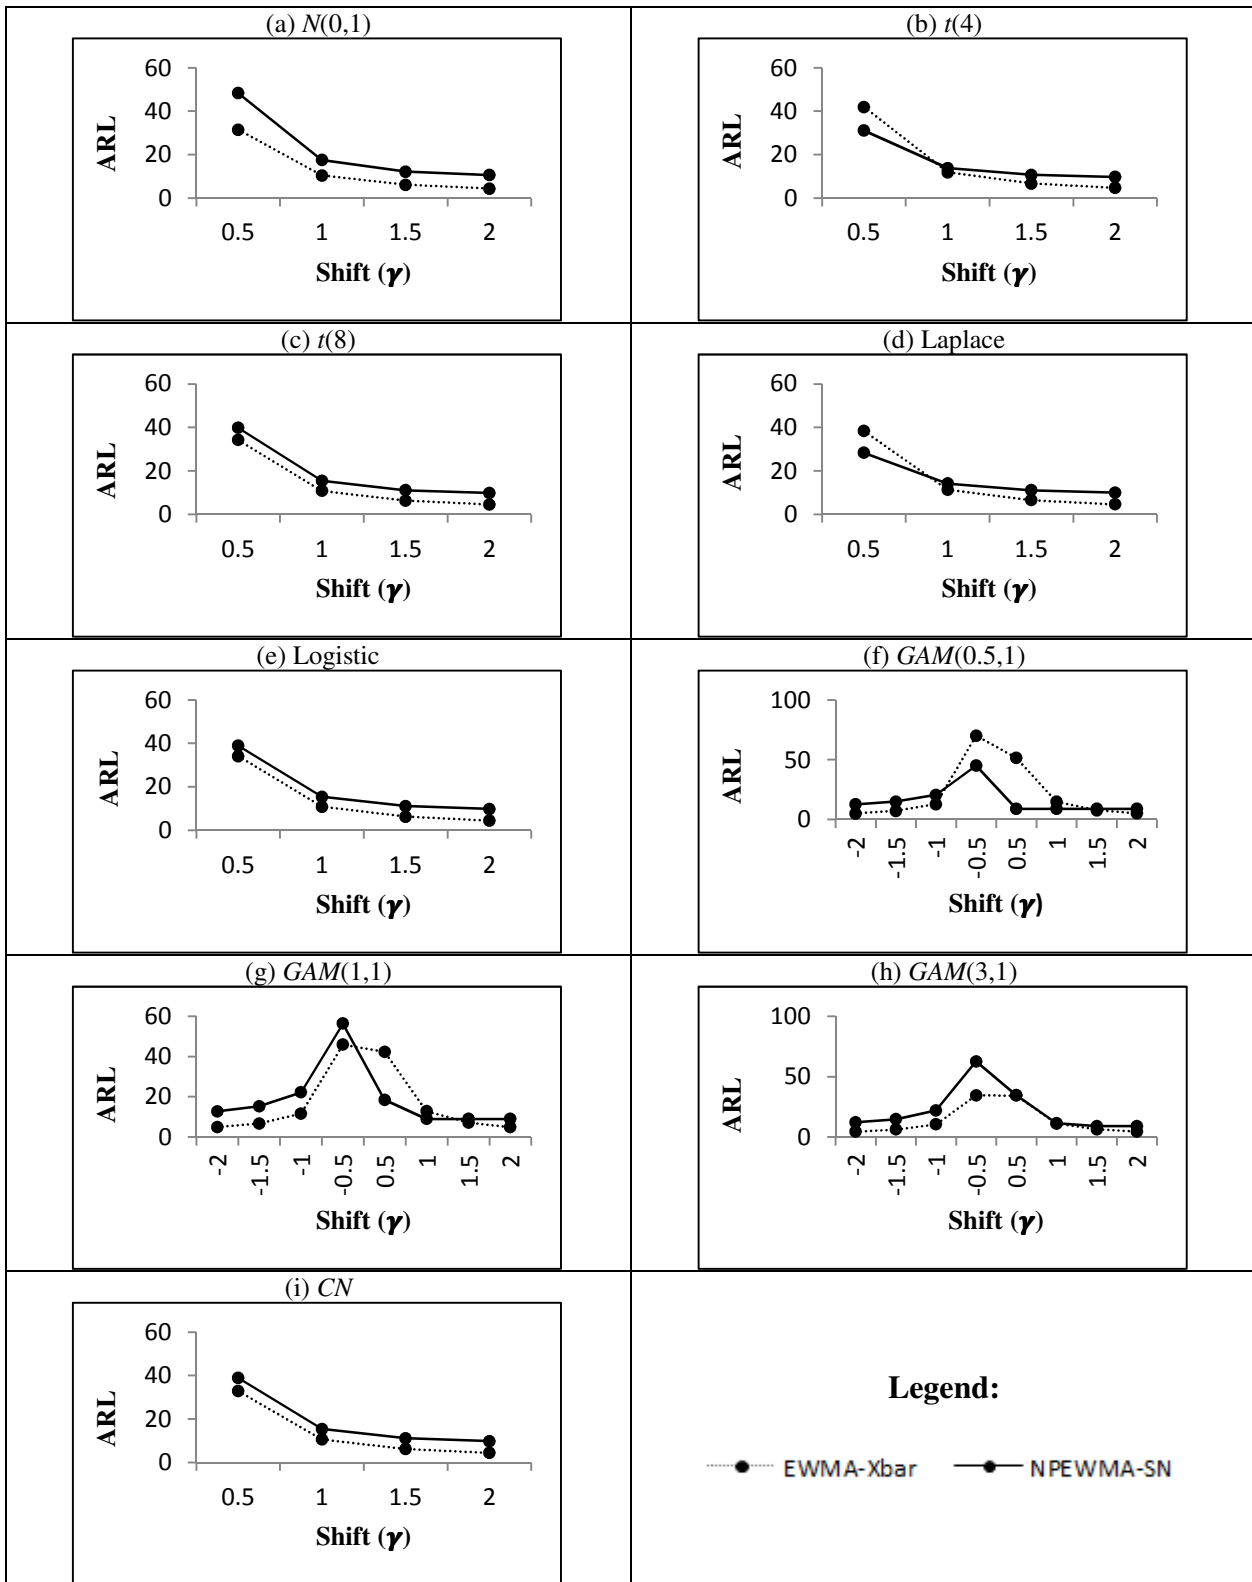 (a) N(0,1)
60
40
20
0
ARL
0.5 1 1.5 2
Shift (γ)
(b) t(4)
60
40
20
0
ARL
0.5 1 1.5 2
Shift (γ)
(c) t(8)
60
40
20
0
ARL
0.5 1 1.5 2
Shift (γ)
(d) Laplace
60
40
20
0
ARL
0.5 1 1.5 2
Shift (γ)
(e) Logistic
60
40
20
0
ARL
0.5 1 1.5 2
Shift (γ)
(f) GAM(0.5,1)
100
50
0
ARL
-2 -1.5 -1 -0.5 0.5 1 1.5 2
Shift (γ)
(g) GAM(1,1)
60
40
20
0
ARL
-2 -1.5 -1 -0.5 0.5 1 1.5 2
Shift (γ)
(h) GAM(3,1)
100
50
0
ARL
-2 -1.5 -1 -0.5 0.5 1 1.5 2
Shift (γ)
(i) CN
60
40
20
0
ARL
0.5 1 1.5 2
Shift (γ)
Legend:
EWMA-Xbar NPEWMA-SN